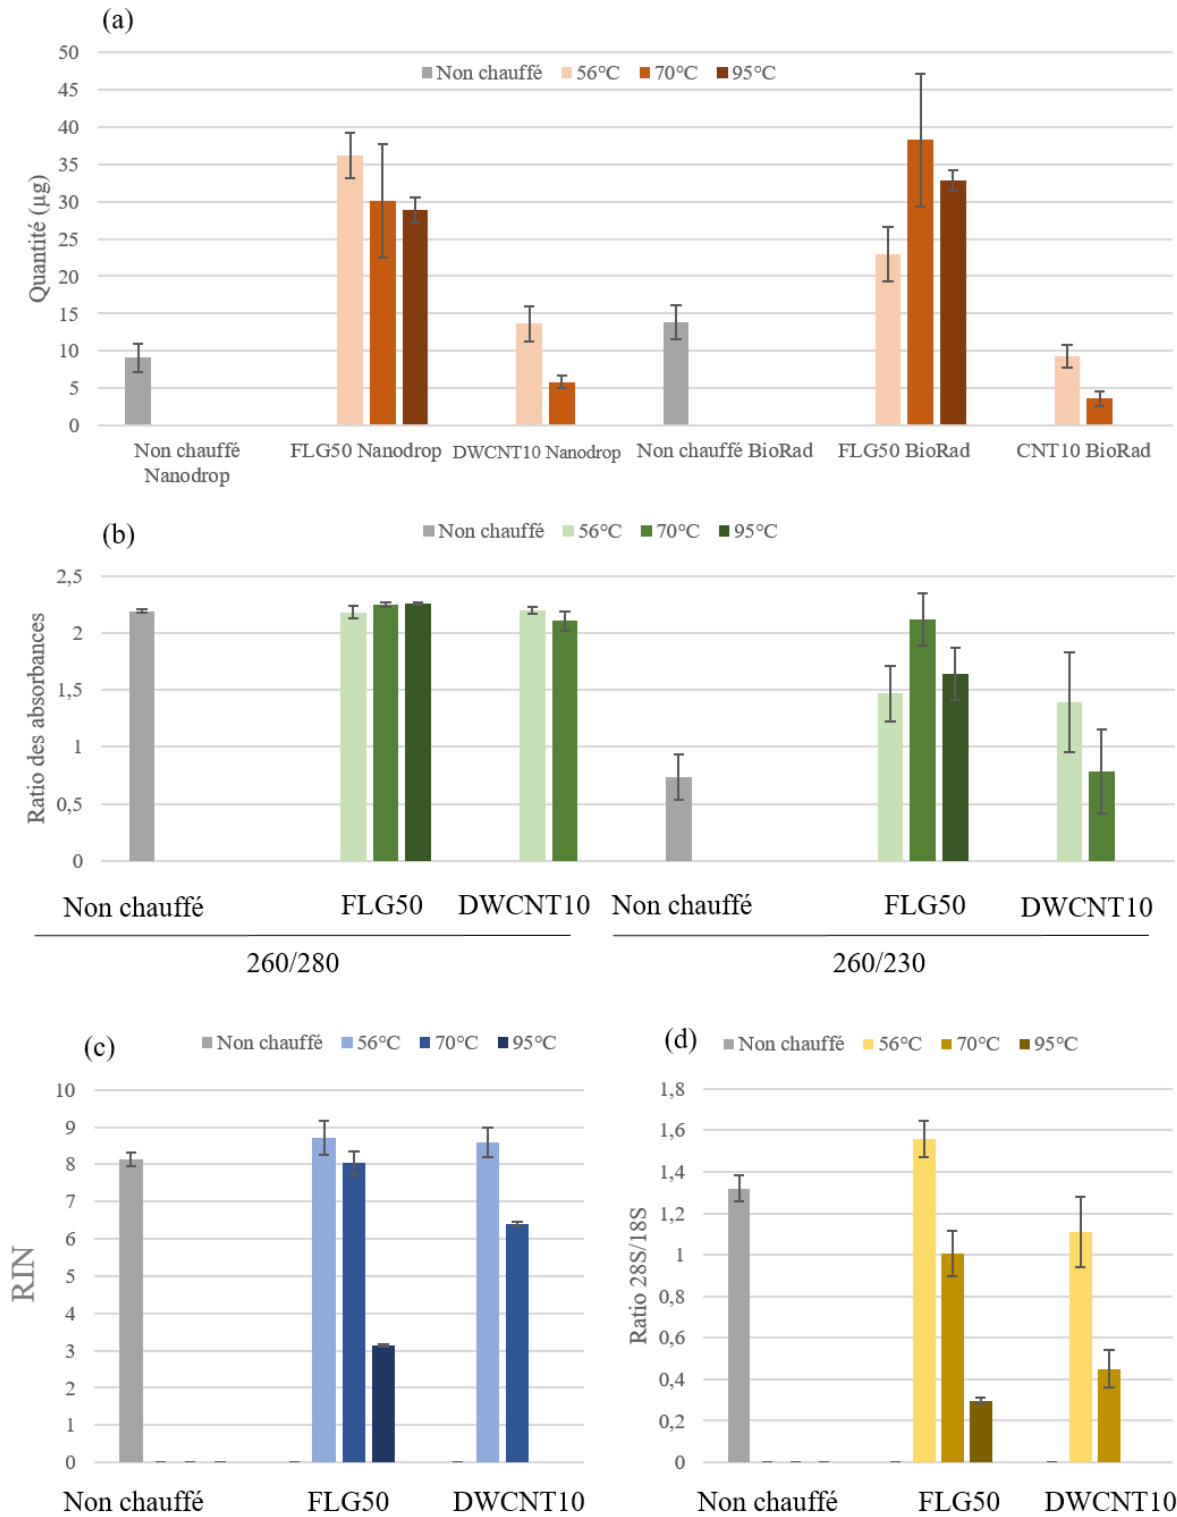 (a)
Non chauffé 56°C 70°C 95°C
50
45
40
35
30
25
20
15
10
5
0
Quantité (µg)
Non chauffé
Nanodrop
FLG50 Nanodrop
DWCNT10 Nanodrop
Non chauffé BioRad
FLG50 BioRad
CNT10 BioRad
(b)
Non chauffé 56°C 70°C 95°C
2,5
2
1,5
1
0,5
0
Ratio des absorbances
Non chauffé FLG50 DWCNT10 Non chauffé FLG50 DWCNT10
260/280 260/230
(c)
Non chauffé 56°C 70°C 95°C
10
9
8
7
6
5
4
3
2
1
0
RIN
Non chauffé FLG50 DWCNT10
(d)
Non chauffé 56°C 70°C 95°C
1,8
1,6
1,4
1,2
1
0,8
0,6
0,4
0,2
0
Ratio 28S/18S
Non chauffé FLG50 DWCNT10